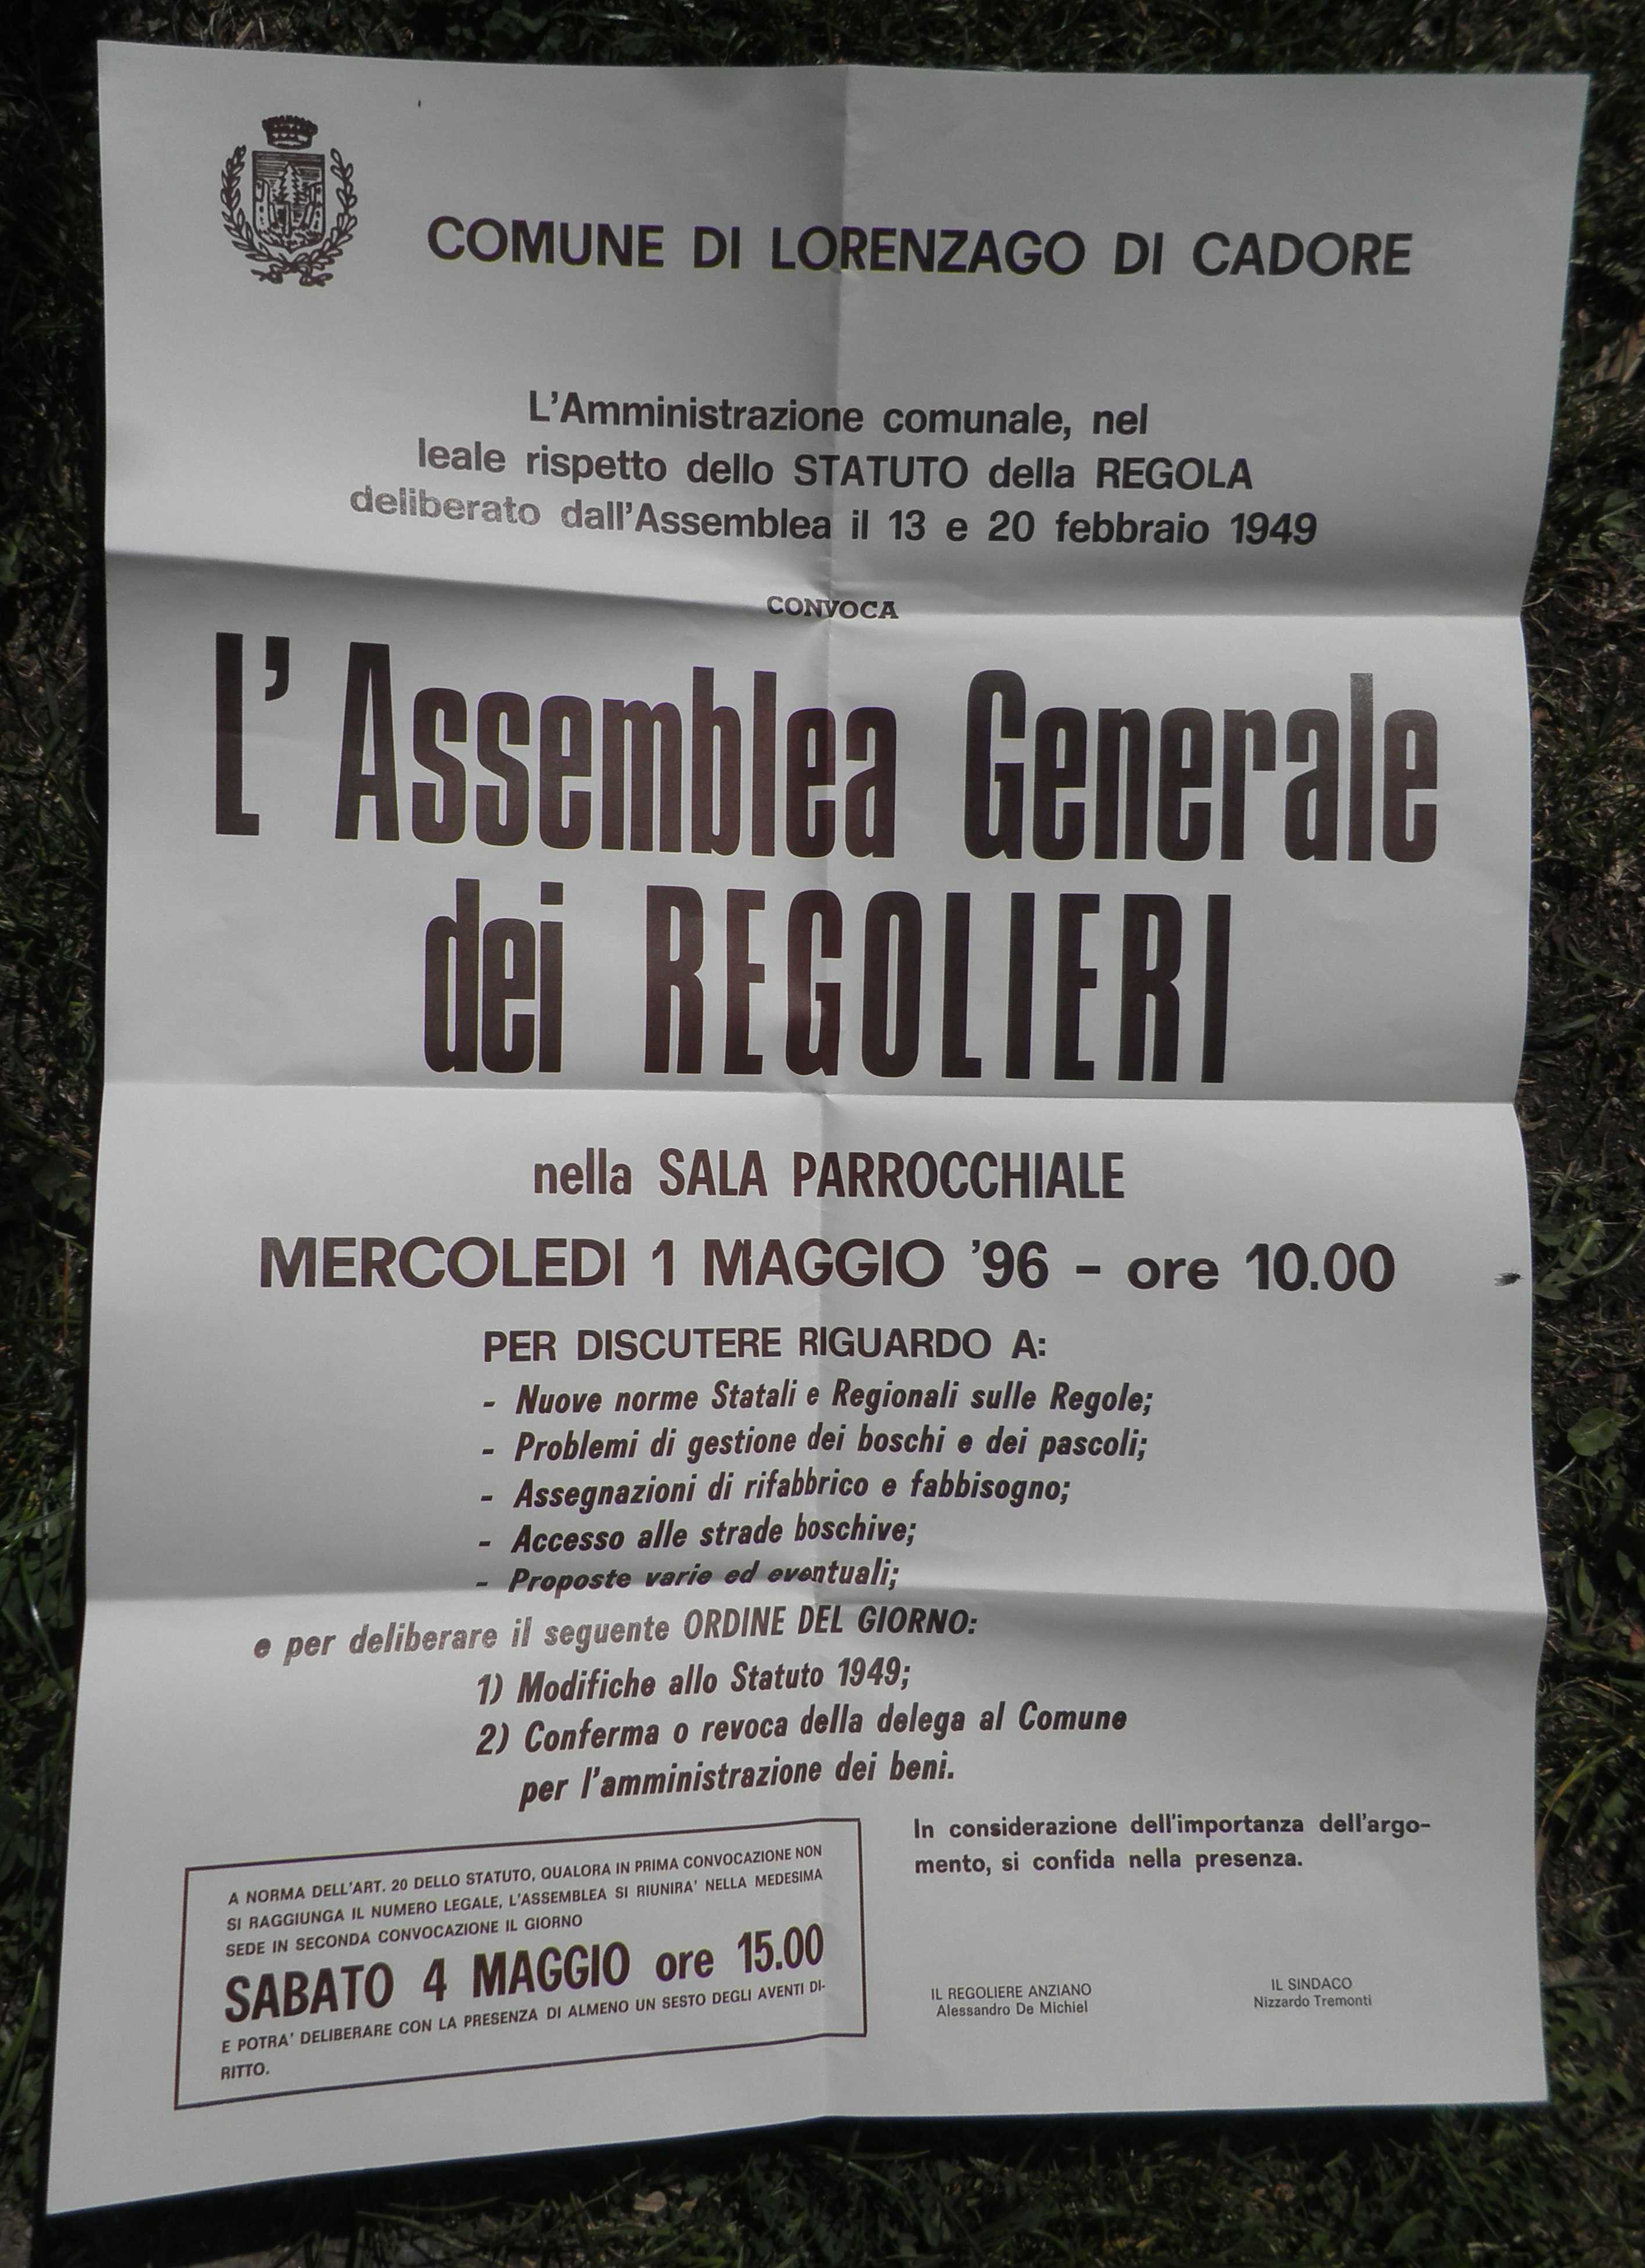 COMUNE DI LORENZAGO DI CADORE
L'Amministrazione comunale, nel
leale rispetto dello STATUTO della REGOLA
deliberato dall'Assemblea il 13 e 20 febbraio 1949
CONVOCA
L'Assemblea Generale
dei REGOLIERI
nella SALA PARROCCHIALE
MERCOLEDI 1 MAGGIO '96 - ore 10.00
PER DISCUTERE RIGUARDO A:
- Nuove norme Statali e Regionali sulle Regole;
- Problemi di gestione dei boschi e dei pascoli;
- Assegnazioni di rifabbrico e fabbisogno;
- Accesso alle strade boschive;
- Proposte varie ed eventuali;
e per deliberare il seguente ORDINE DEL GIORNO:
1) Modifiche allo Statuto 1949;
2) Conferma o revoca della delega al Comune
per l'amministrazione dei beni.
A NORMA DELL'ART. 20 DELLO STATUTO, QUALORA IN PRIMA CONVOCAZIONE NON
SI RAGGIUNGA IL NUMERO LEGALE, L'ASSEMBLEA SI RIUNIRA' NELLA MEDESIMA
SEDE IN SECONDA CONVOCAZIONE IL GIORNO
SABATO 4 MAGGIO ore 15.00
E POTRA' DELIBERARE CON LA PRESENZA DI ALMENO UN SESTO DEGLI AVENTI DI-
RITTO.
In considerazione dell'importanza dell'argo-
mento, si confida nella presenza.
IL REGOLIERE ANZIANO
Alessandro De Michiel
IL SINDACO
Nizzardo Tremonti